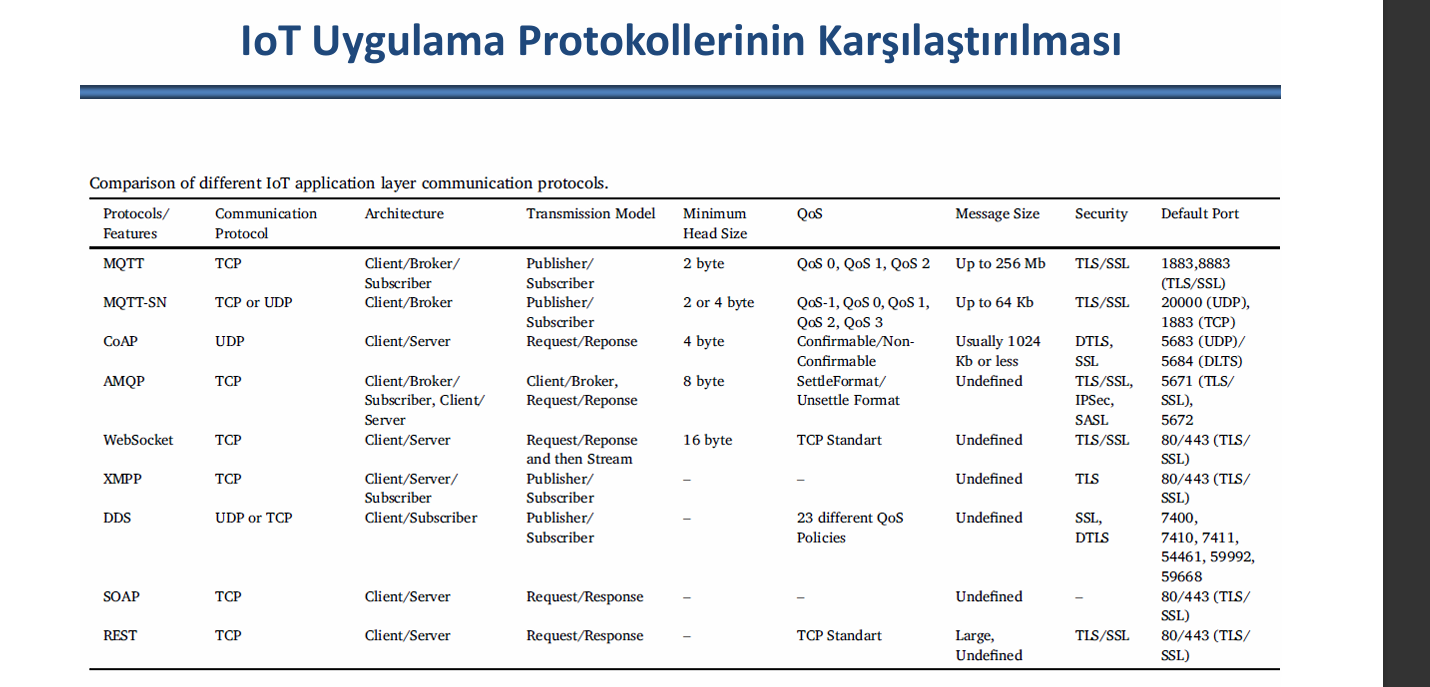 IoT Uygulama Protokollerinin Karşılaştırılması
Comparison of different IoT application layer communication protocols.
Protocols/ Communication Architecture Transmission Model Minimum QoS Message Size Security Default Port
Features Protocol Head Size
MQTT TCP Client/Broker/ Publisher/ 2 byte QoS 0, QoS 1, QoS 2 Up to 256 Mb TLS/SSL 1883,8883
Subscriber Subscriber (TLS/SSL)
MQTT-SN TCP or UDP Client/Broker Publisher/ 2 or 4 byte QoS-1, QoS 0, QoS 1, Up to 64 Kb TLS/SSL 20000 (UDP),
Subscriber QoS 2, QoS 3 1883 (TCP)
CoAP UDP Client/Server Request/Reponse 4 byte Confirmable/Non- Usually 1024 DTLS, 5683 (UDP)/
Confirmable Kb or less SSL 5684 (DLTS)
AMQP TCP Client/Broker/ Client/Broker, 8 byte SettleFormat/ Undefined TLS/SSL, 5671 (TLS/
Subscriber, Client/ Request/Reponse Unsettle Format IPSec, SSL),
Server SASL 5672
WebSocket TCP Client/Server Request/Reponse 16 byte TCP Standart Undefined TLS/SSL 80/443 (TLS/
and then Stream SSL)
XMPP TCP Client/Server/ Publisher/ – – Undefined TLS 80/443 (TLS/
Subscriber Subscriber SSL)
DDS UDP or TCP Client/Subscriber Publisher/ – 23 different QoS Undefined SSL, 7400,
Subscriber Policies DTLS 7410, 7411,
54461, 59992,
59668
SOAP TCP Client/Server Request/Response – – Undefined – 80/443 (TLS/
SSL)
REST TCP Client/Server Request/Response – TCP Standart Large, TLS/SSL 80/443 (TLS/
Undefined SSL)